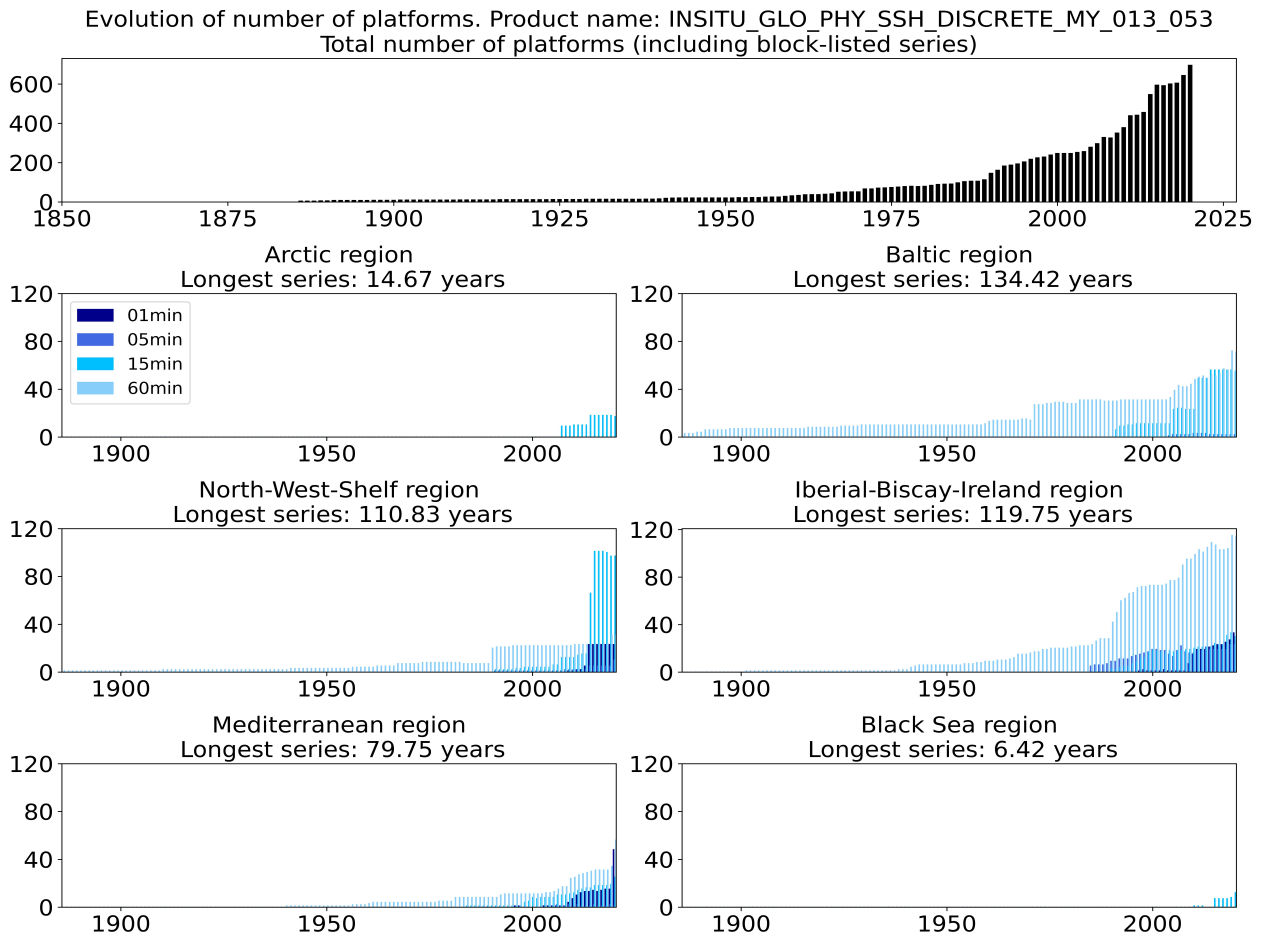 Evolution of number of platforms. Product name: INSITU_GLO_PHY_SSH_DISCRETE_MY_013_053
Total number of platforms (including block-listed series)
600
400
200
0
1850 1875 1900 1925 1950 1975 2000 2025
Arctic region
Longest series: 14.67 years
120
80
40
0
01min
05min
15min
60min
1900 1950 2000
Baltic region
Longest series: 134.42 years
120
80
40
0
1900 1950 2000
North-West-Shelf region
Longest series: 110.83 years
120
80
40
0
1900 1950 2000
Iberial-Biscay-Ireland region
Longest series: 119.75 years
120
80
40
0
1900 1950 2000
Mediterranean region
Longest series: 79.75 years
120
80
40
0
1900 1950 2000
Black Sea region
Longest series: 6.42 years
120
80
40
0
1900 1950 2000